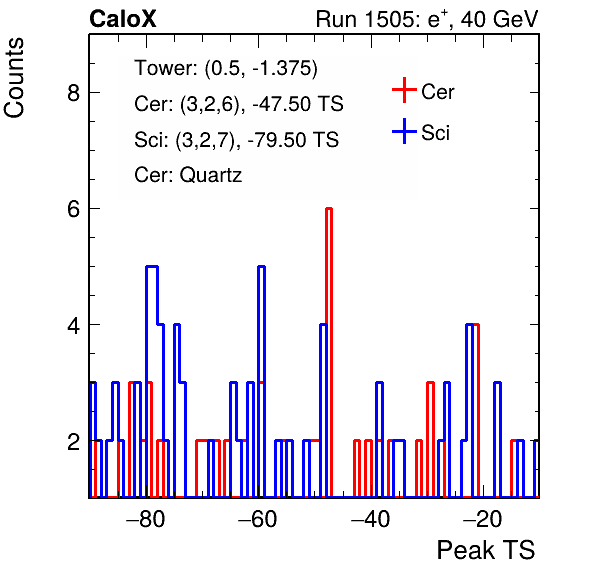 CaloX Run 1505: e+, 40 GeV
Counts
Tower: (0.5, -1.375)
Cer: (3,2,6), -47.50 TS
Sci: (3,2,7), -79.50 TS
Cer: Quartz
Cer
Sci
8
6
4
2
−80 −60 −40 −20
Peak TS